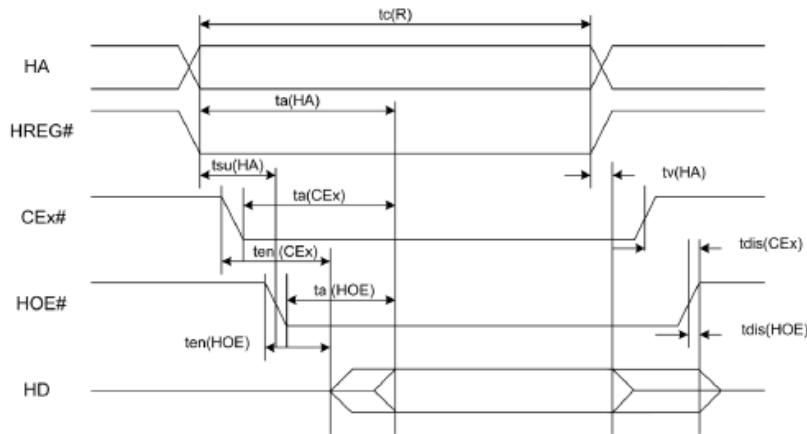 tc(R)
HA
ta(HA)
HREG#
tsu(HA)
tv(HA)
ta(CEx)
CEx#
ten (CEx)
tdis(CEx)
ta (HOE)
HOE#
tdis(HOE)
ten(HOE)
HD